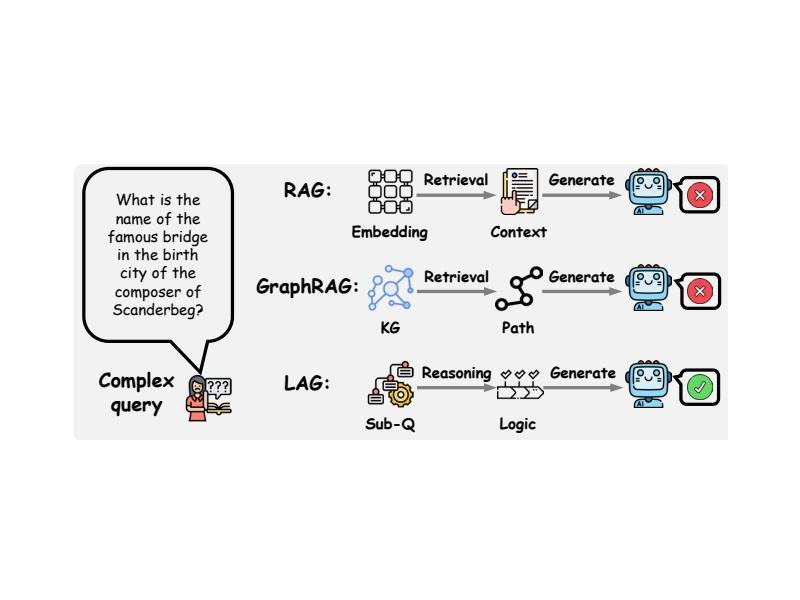 What is the
name of the
famous bridge
in the birth
city of the
composer of
Scanderbeg?
Complex
query
???
RAG:
Retrieval
Generate
Embedding
Context
AI
GraphRAG:
Retrieval
Generate
KG
Path
AI
LAG:
Reasoning
Generate
Sub-Q
Logic
AI